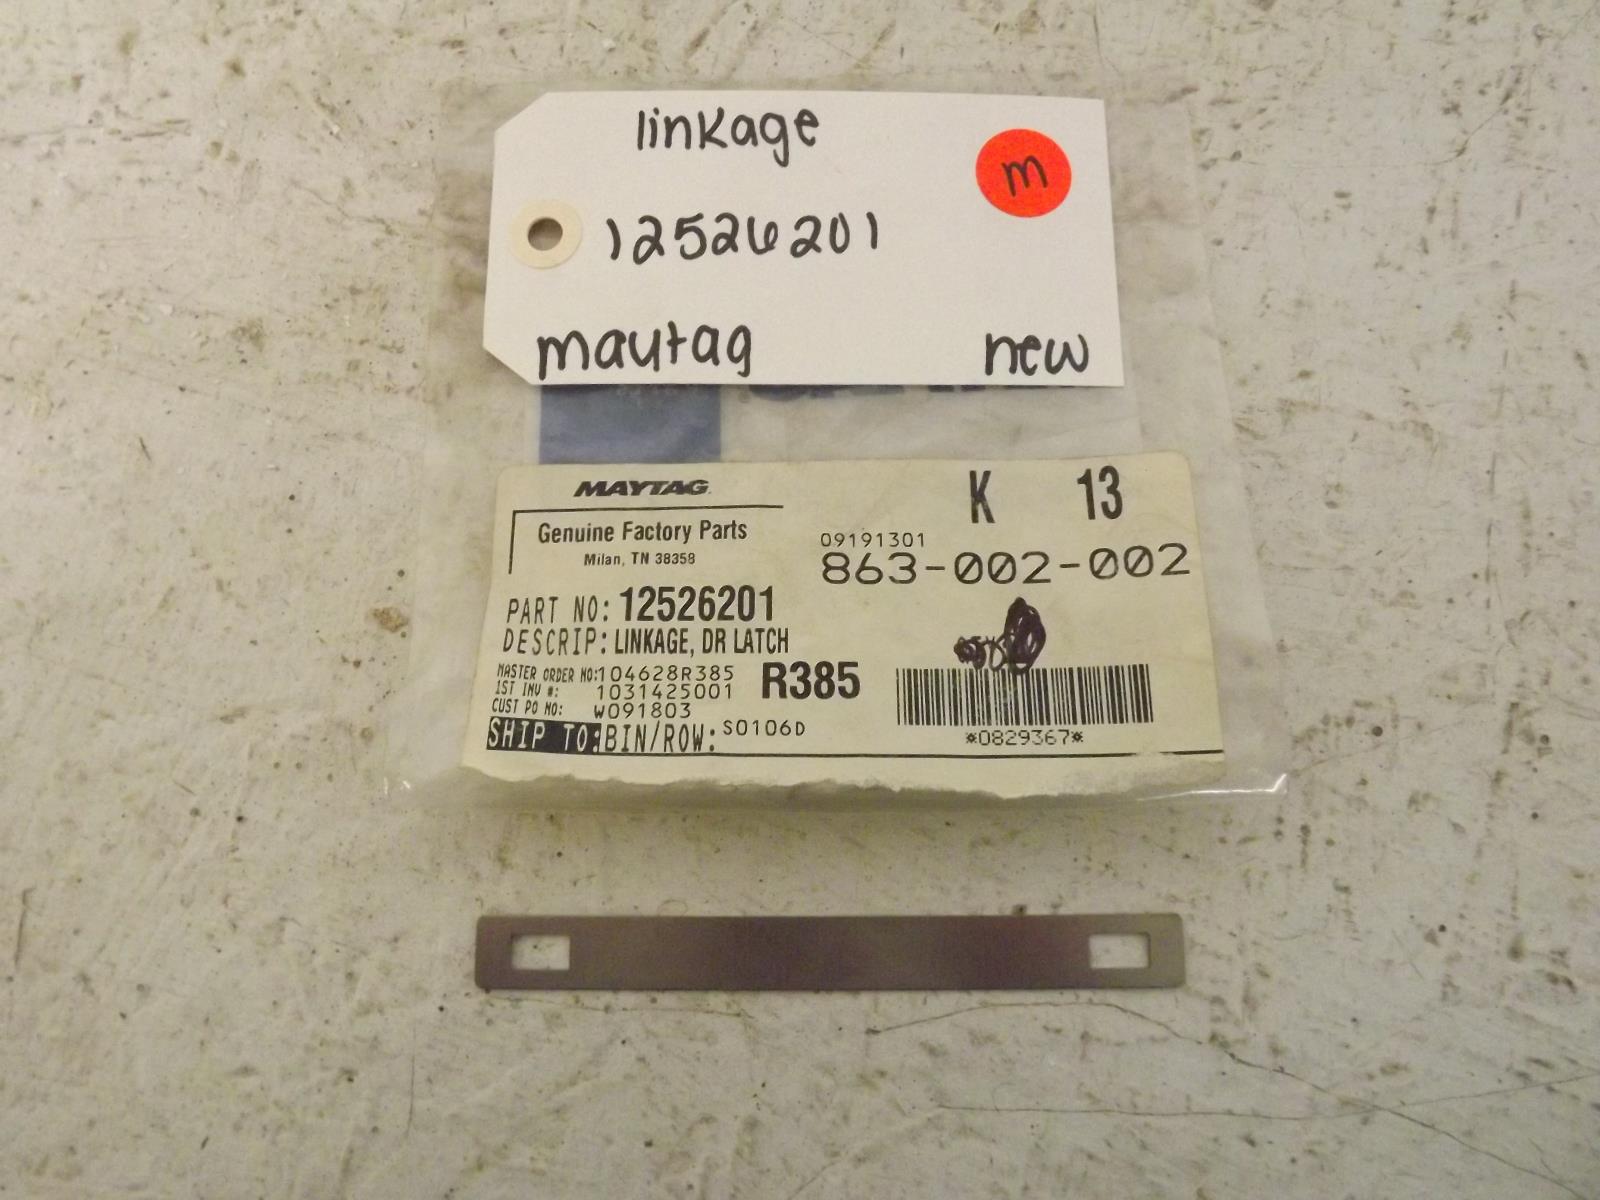 linkage
m
12526201
maytag new
MAYTAG
K 13
Genuine Factory Parts
Milan, TN 38358
09191301
863-002-002
PART NO: 12526201
DESCRIP: LINKAGE, DR LATCH
MASTER ORDER NO: 104628R385 R385
1ST INV #: 1031425001
CUST PO NO: W091803
SHIP TO: BIN/ROW: S0106D
*0829367*